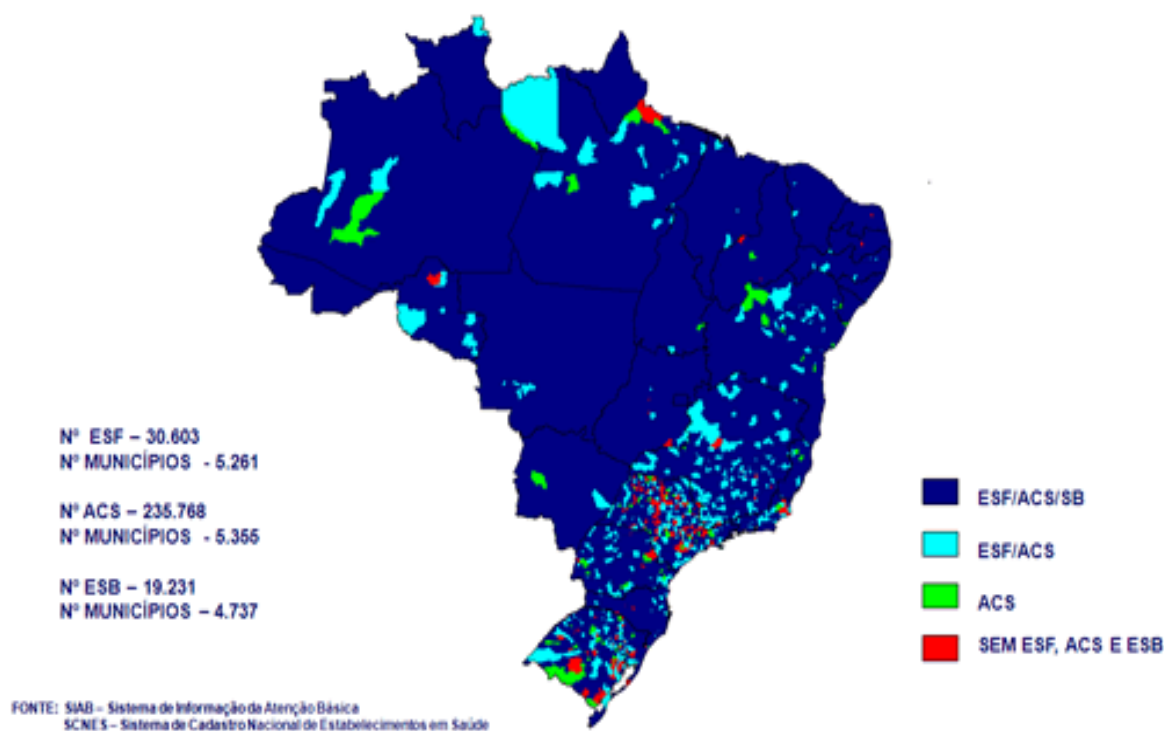 Nº ESF – 30.603
Nº MUNICÍPIOS - 5.261
Nº ACS – 235.768
Nº MUNICÍPIOS - 5.355
Nº ESB – 19.231
Nº MUNICÍPIOS – 4.737
ESF/ACS/SB
ESF/ACS
ACS
SEM ESF, ACS E ESB
FONTE: SIAB – Sistema de Informação da Atenção Básica
SCNES – Sistema de Cadastro Nacional de Estabelecimentos em Saúde